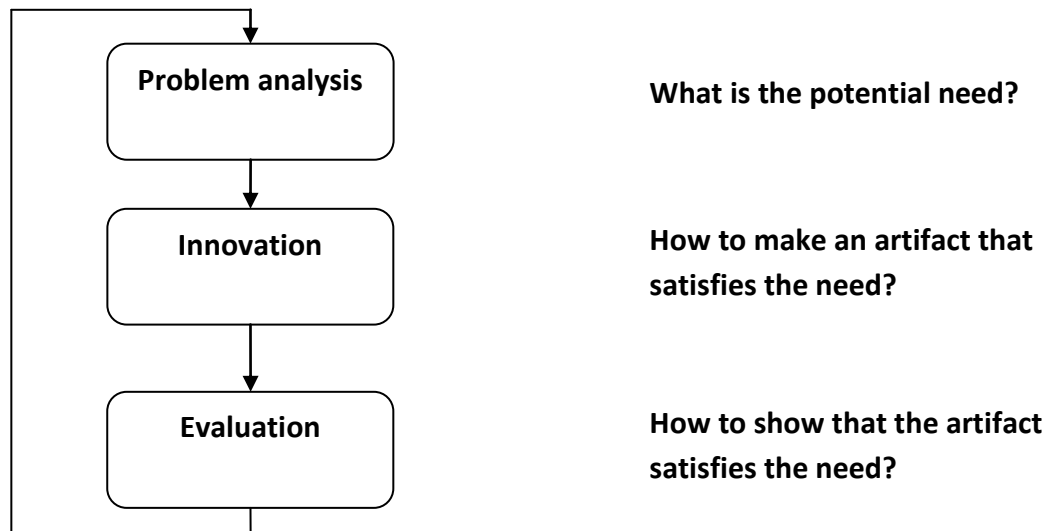 Problem analysis
What is the potential need?
Innovation
How to make an artifact that
satisfies the need?
Evaluation
How to show that the artifact
satisfies the need?